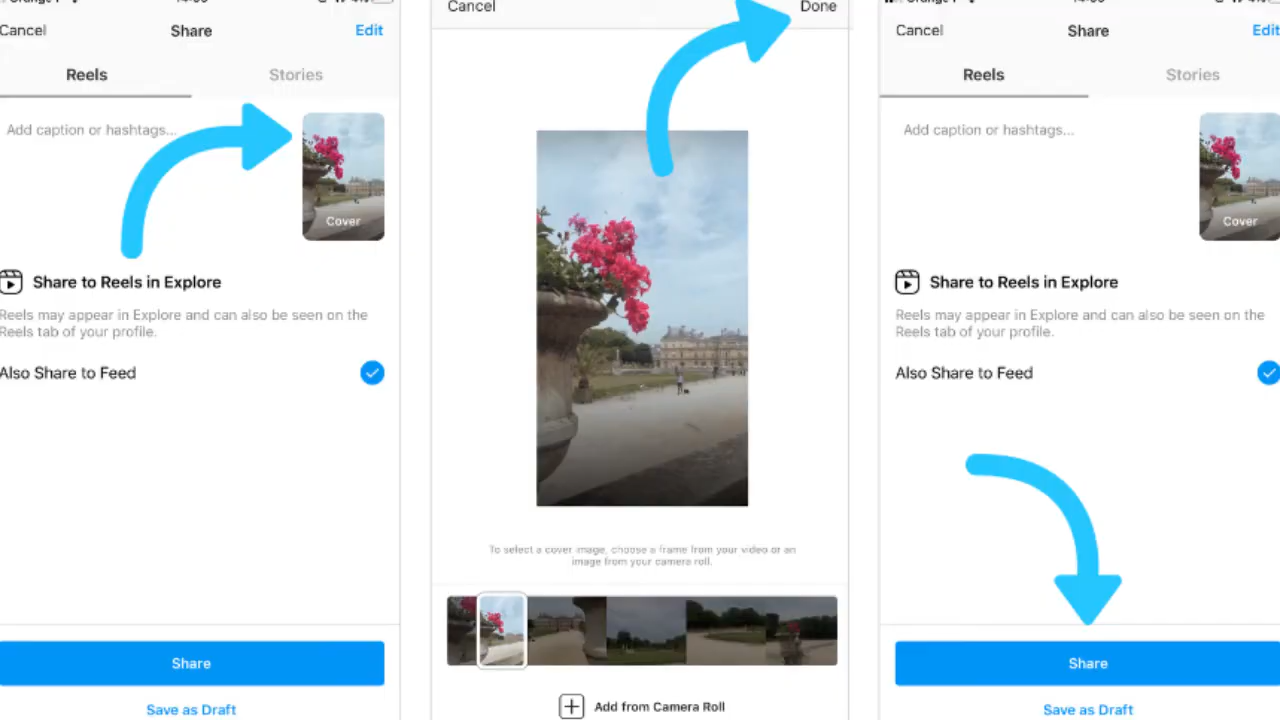 Cancel
Share
Edit
Reels
Stories
Add caption or hashtags...
Cover
Share to Reels in Explore
Reels may appear in Explore and can also be seen on the
Reels tab of your profile.
Also Share to Feed
Share
Save as Draft
Cancel
Done
To select a cover image, choose a frame from your video or an
image from your camera roll.
Add from Camera Roll
Cancel
Share
Edit
Reels
Stories
Add caption or hashtags...
Cover
Share to Reels in Explore
Reels may appear in Explore and can also be seen on the
Reels tab of your profile.
Also Share to Feed
Share
Save as Draft